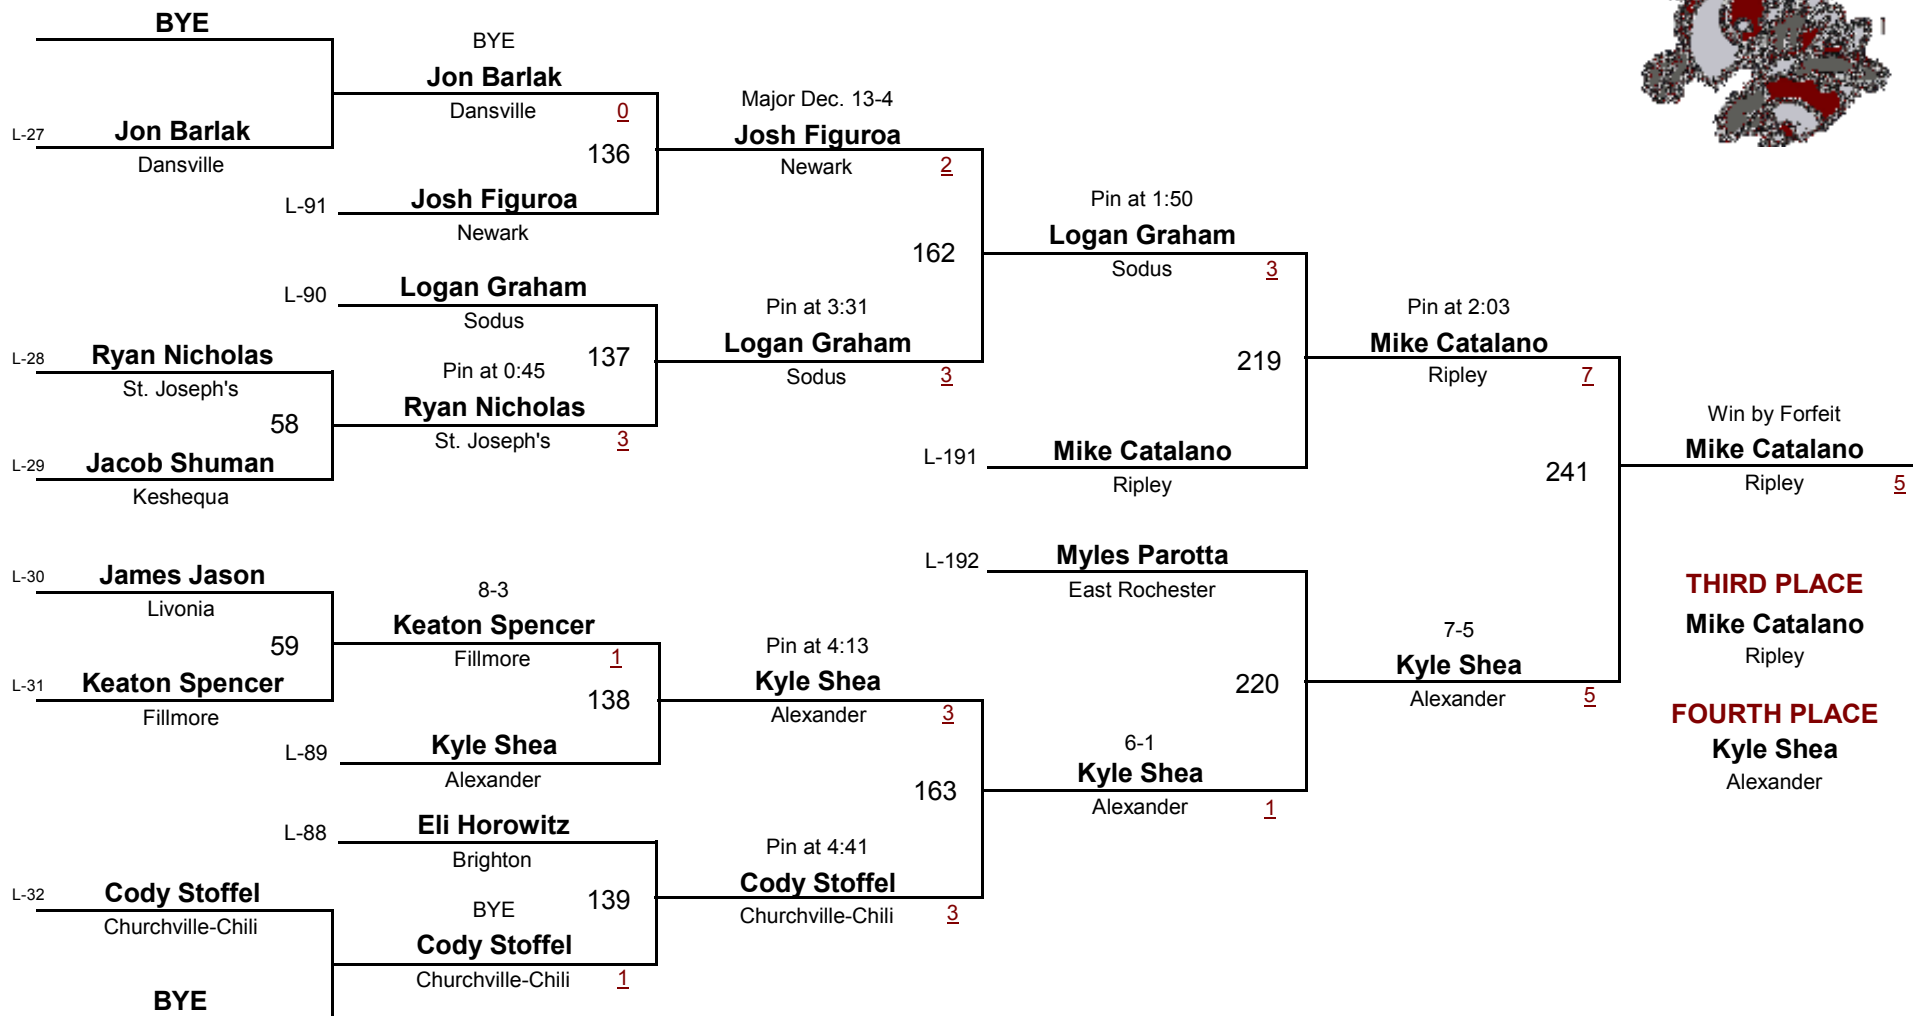 BYE
L-27
Jon Barlak
Dansville
BYE
Jon Barlak
Dansville
0
136
L-91
Josh Figuroa
Newark
Major Dec. 13-4
Josh Figuroa
Newark
2
L-90
Logan Graham
Sodus
L-28
Ryan Nicholas
St. Joseph's
58
L-29
Jacob Shuman
Keshequa
Pin at 0:45
Ryan Nicholas
St. Joseph's
3
137
Pin at 3:31
Logan Graham
Sodus
3
162
Pin at 1:50
Logan Graham
Sodus
3
219
L-191
Mike Catalano
Ripley
Pin at 2:03
Mike Catalano
Ripley
7
241
Win by Forfeit
Mike Catalano
Ripley
5
L-30
James Jason
Livonia
59
L-31
Keaton Spencer
Fillmore
8-3
Keaton Spencer
Fillmore
1
138
L-89
Kyle Shea
Alexander
Pin at 4:13
Kyle Shea
Alexander
3
163
L-88
Eli Horowitz
Brighton
139
L-32
Cody Stoffel
Churchville-Chili
BYE
BYE
Cody Stoffel
Churchville-Chili
1
Pin at 4:41
Cody Stoffel
Churchville-Chili
3
L-192
Myles Parotta
East Rochester
220
6-1
Kyle Shea
Alexander
1
7-5
Kyle Shea
Alexander
5
THIRD PLACE
Mike Catalano
Ripley
FOURTH PLACE
Kyle Shea
Alexander